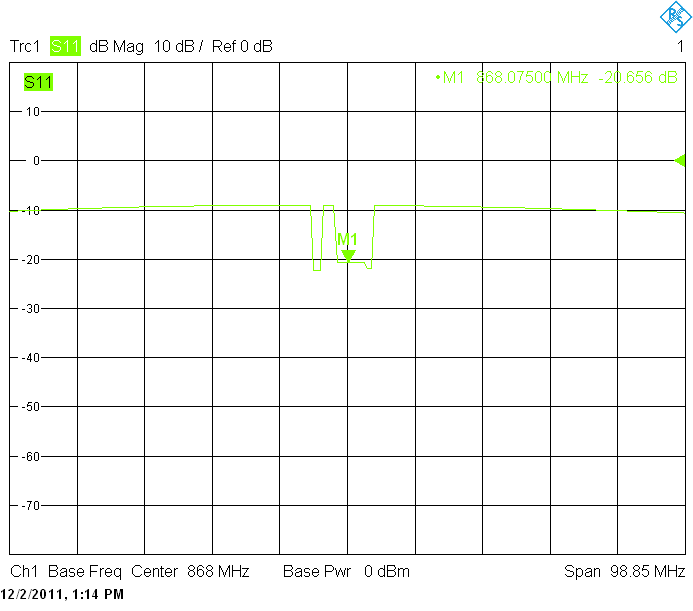 Trc1 S11 dB Mag 10 dB / Ref 0 dB 1
S11 •M1 868.07500 MHz -20.656 dB
10
0
-10
M1
-20
-30
-40
-50
-60
-70
Ch1 Base Freq Center 868 MHz Base Pwr 0 dBm Span 98.85 MHz
12/2/2011, 1:14 PM